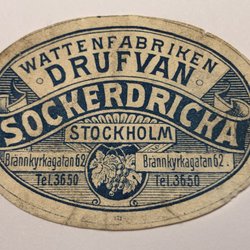 WATTENFABRIKEN
DRUFVAN
SOCKERDRICKA
STOCKHOLM
Brännkyrkagatan 62. Brännkyrkagatan 62.
Tel. 3650 Tel. 3650